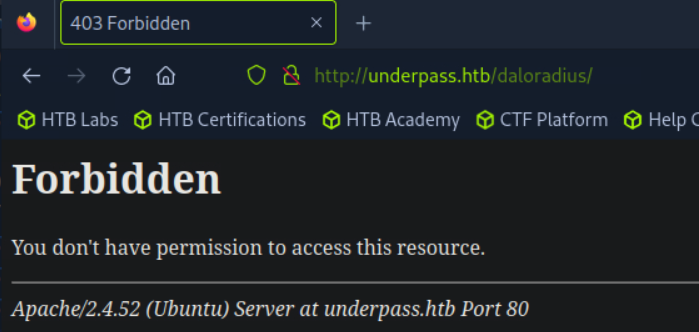 403 Forbidden
http://underpass.htb/daloradius/
HTB Labs HTB Certifications HTB Academy CTF Platform Help
Forbidden
You don't have permission to access this resource.
Apache/2.4.52 (Ubuntu) Server at underpass.htb Port 80